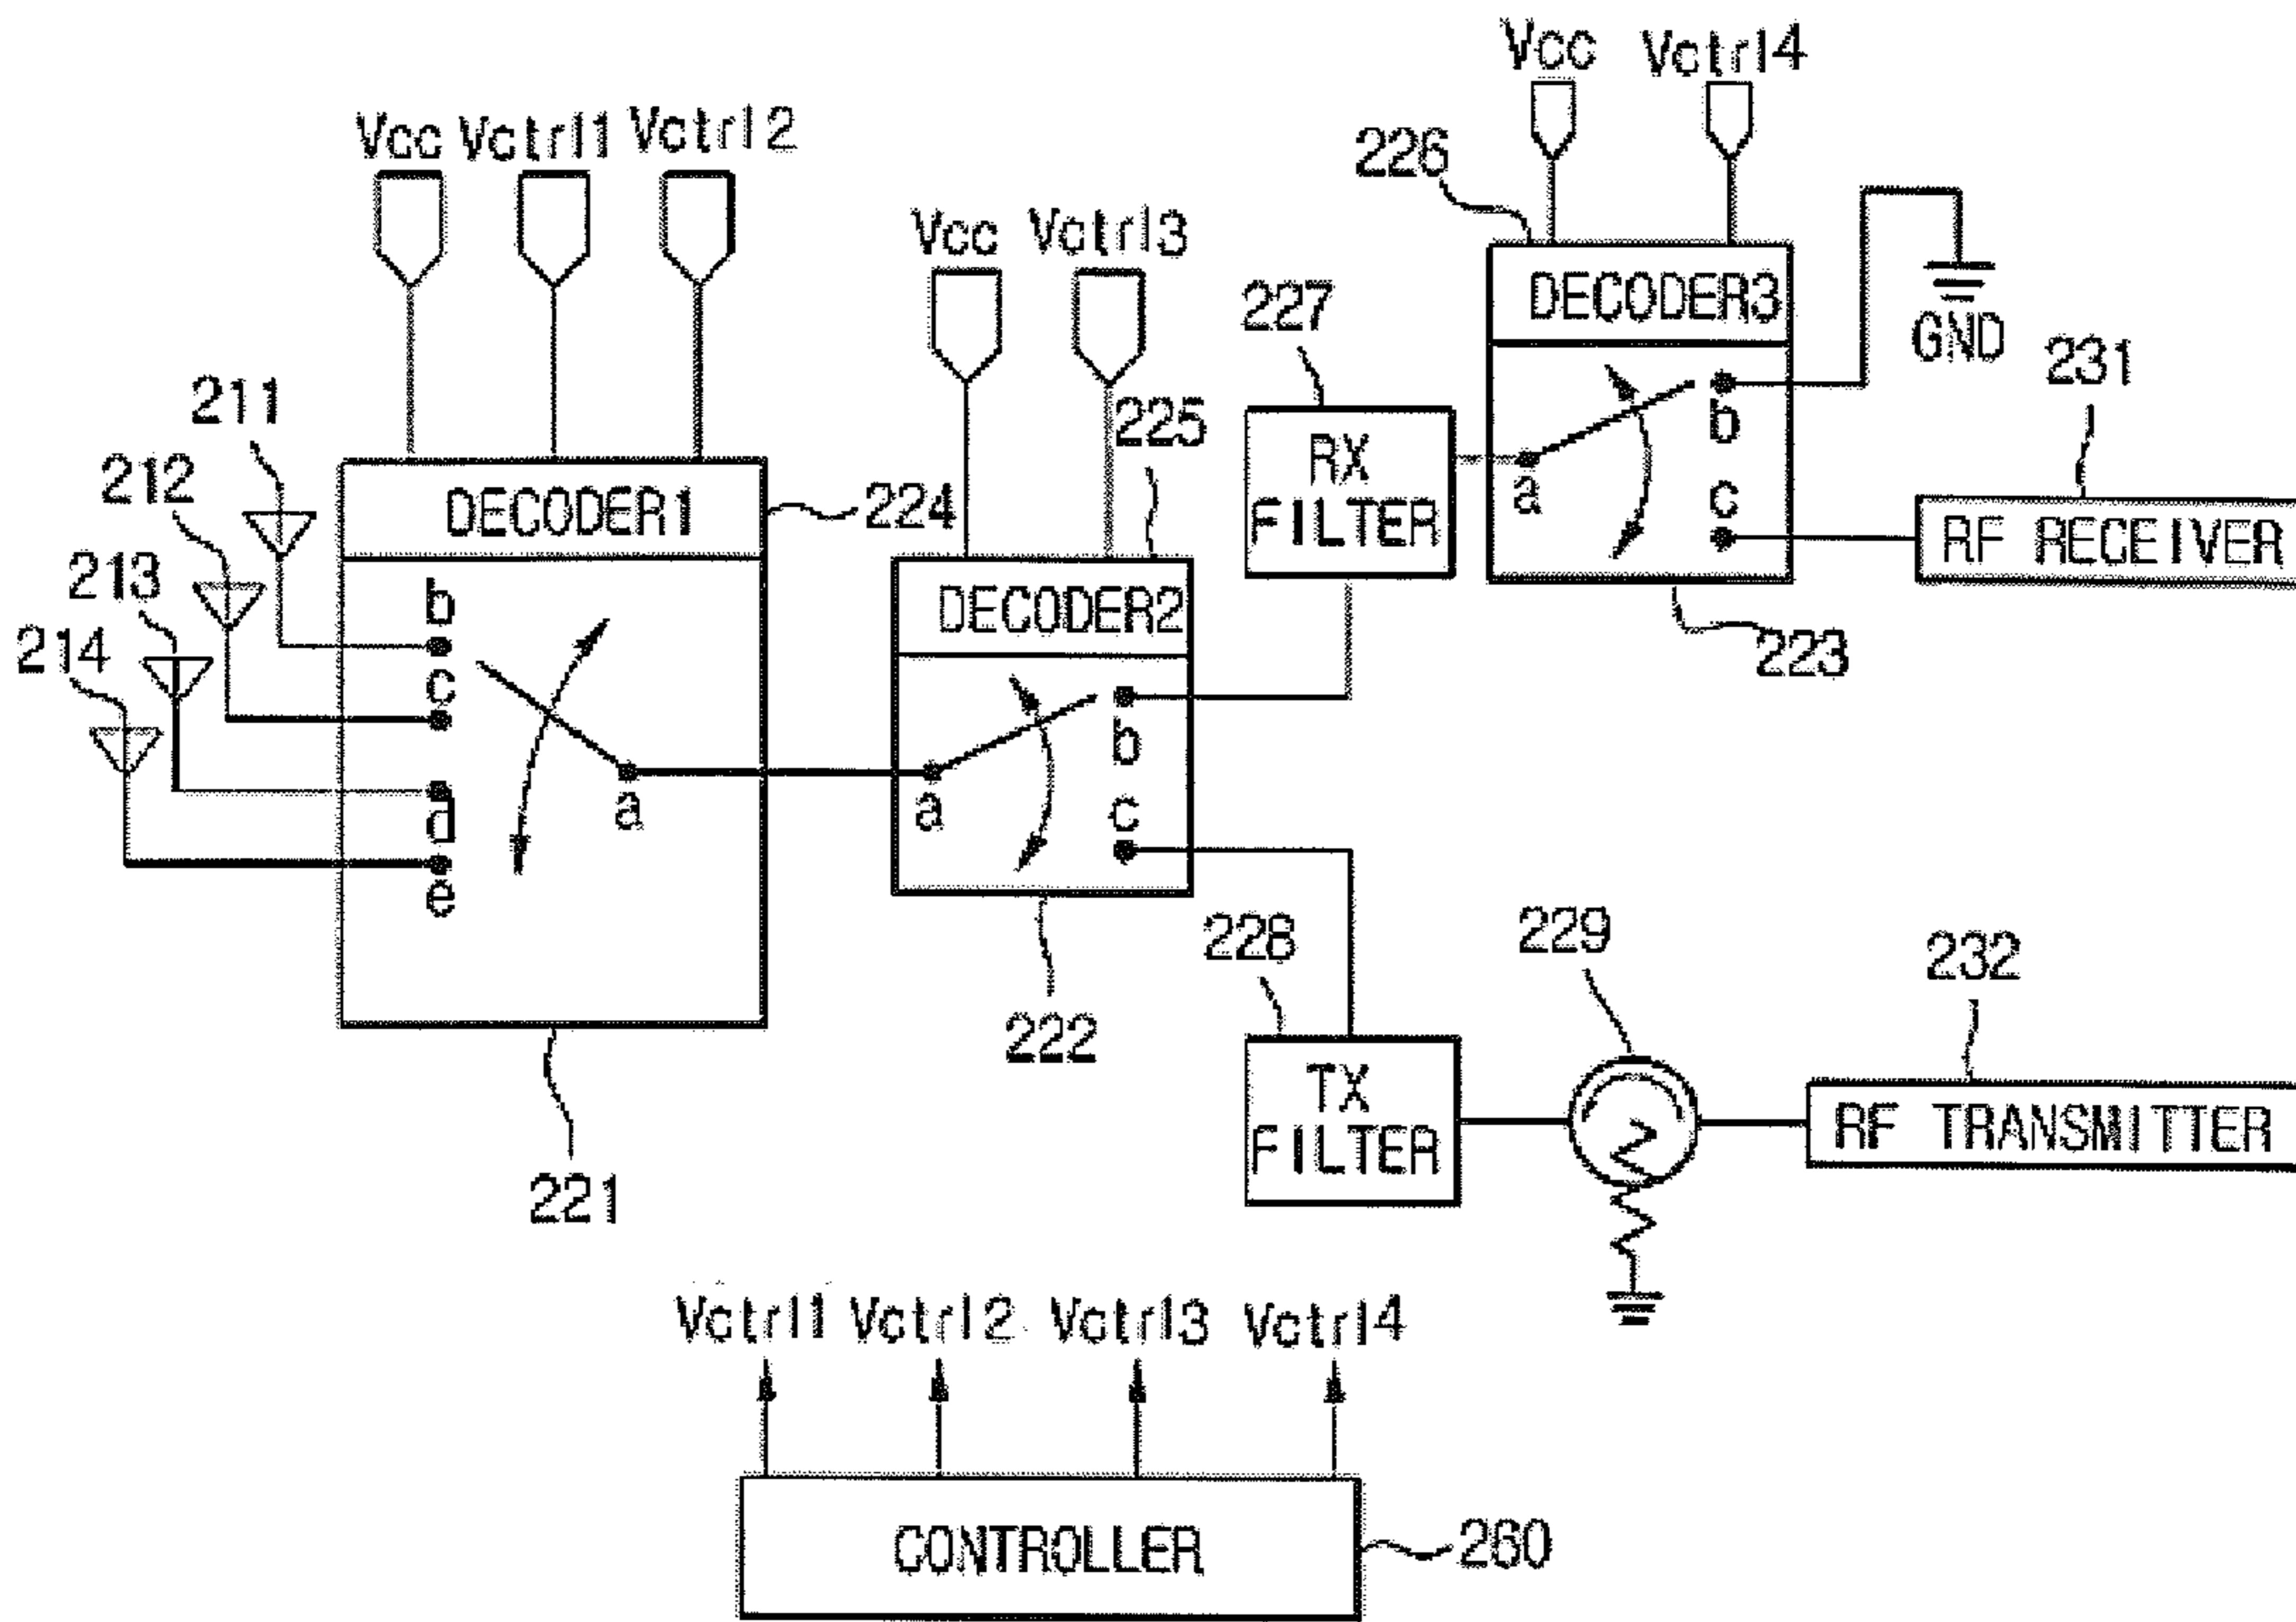 Vcc Vctrl4
Vcc Vctrl1 Vctrl2
226
Vcc Vctrl3
DECODER3
227
GND
231
211
225
b
212
RX
FILTER
a
c
DECODER1
224
RF RECEIVER
213
b
DECODER2
214
223
c
b
d
a
a
c
e
228
229
232
222
TX
FILTER
RF TRANSMITTER
221
Vctrl1 Vctrl2 Vctrl3 Vctrl4
CONTROLLER
260